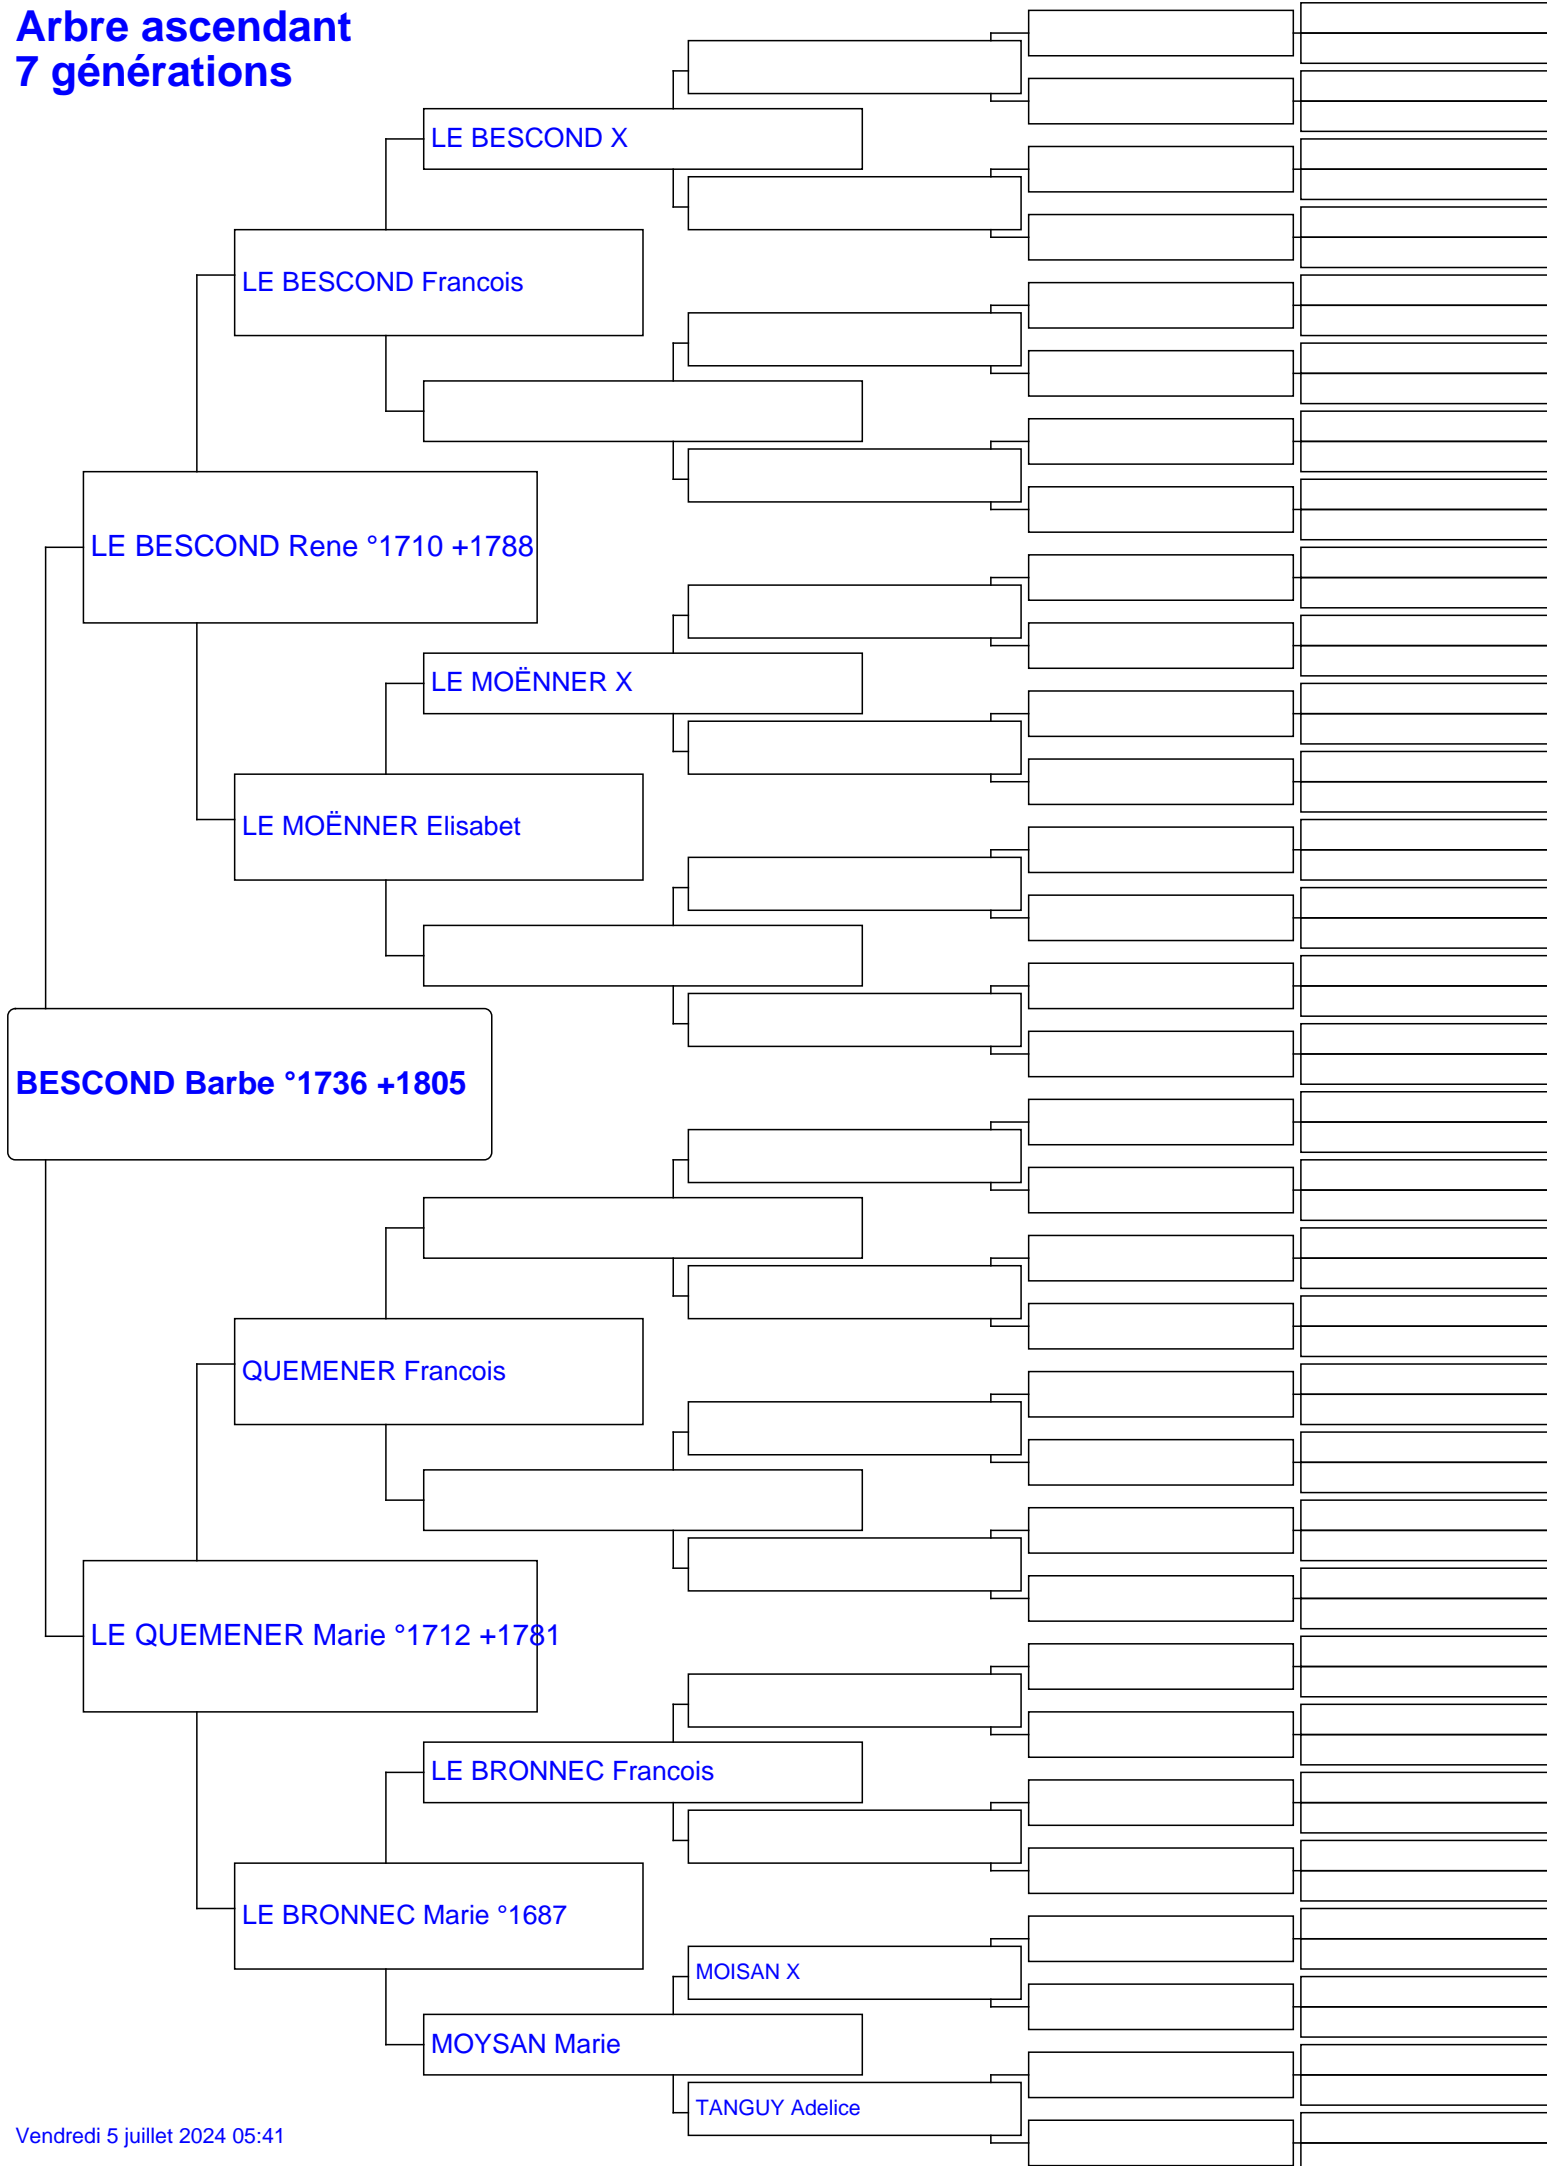 Arbre ascendant
7 générations
LE BESCOND X
LE BESCOND Francois
LE BESCOND Rene °1710 +1788
LE MOËNNER X
LE MOËNNER Elisabet
BESCOND Barbe °1736 +1805
QUEMENER Francois
LE QUEMENER Marie °1712 +1781
LE BRONNEC Francois
LE BRONNEC Marie °1687
MOISAN X
MOYSAN Marie
TANGUY Adelice
Vendredi 5 juillet 2024 05:41